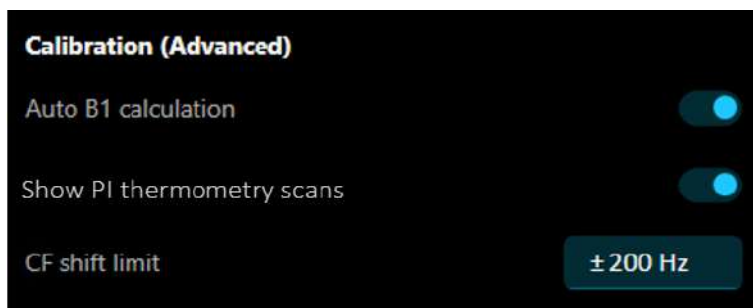 Calibration (Advanced)
Auto B1 calculation
Show PI thermometry scans
CF shift limit ± 200 Hz